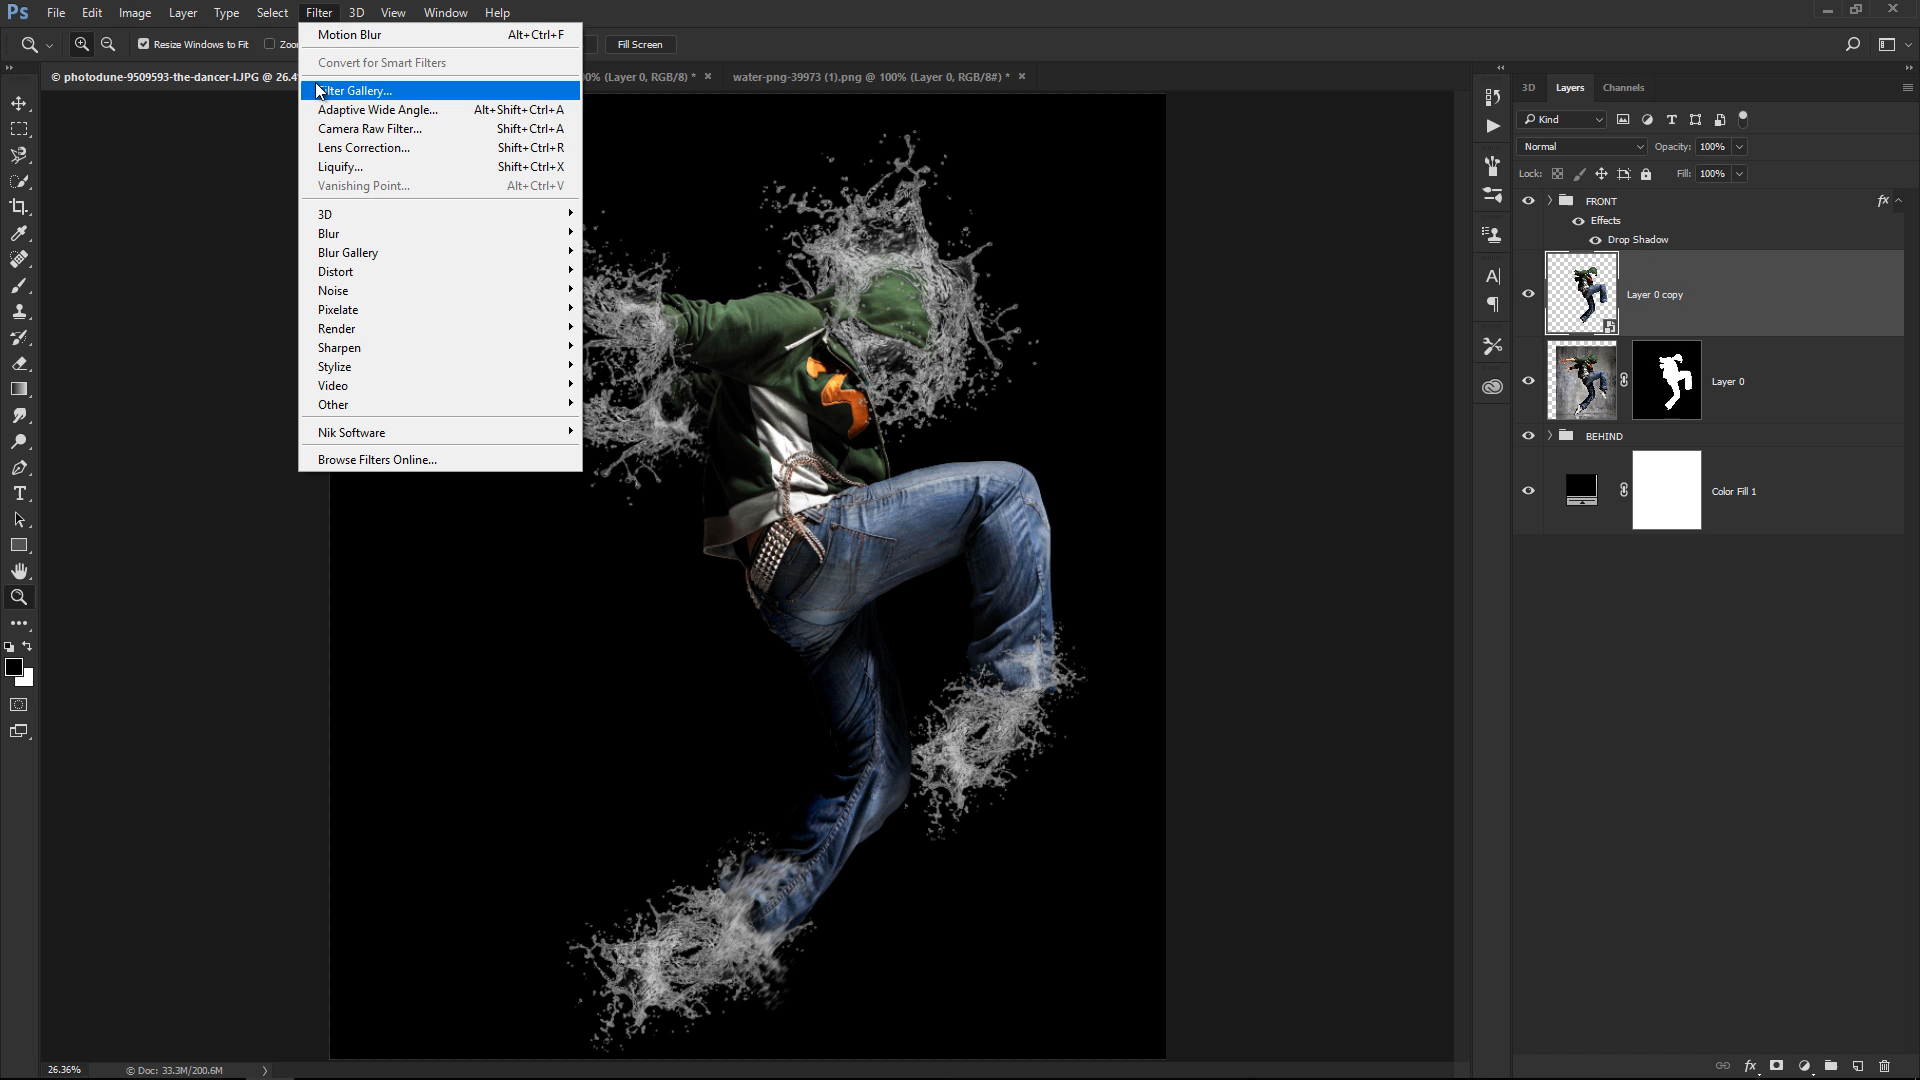 Ps File Edit Image Layer Type Select Filter 3D View Window Help
Resize Windows to Fit Fill Screen
© photodune-9509593-the-dancer-I.JPG @ 26.4 (Layer 0, RGB/8) * × water-png-39973 (1).png @ 100% (Layer 0, RGB/8#) * ×
Motion Blur Alt+Ctrl+F
Convert for Smart Filters
Filter Gallery...
Adaptive Wide Angle... Alt+Shift+Ctrl+A
Camera Raw Filter... Shift+Ctrl+A
Lens Correction... Shift+Ctrl+R
Liquify... Shift+Ctrl+X
Vanishing Point... Alt+Ctrl+V
3D
Blur
Blur Gallery
Distort
Noise
Pixelate
Render
Sharpen
Stylize
Video
Other
Nik Software
Browse Filters Online...
3D Layers Channels
Kind
Normal Opacity: 100%
Lock: Fill: 100%
FRONT fx
Effects
Drop Shadow
Layer 0 copy
Layer 0
BEHIND
Color Fill 1
26.36% © Doc: 33.3M/200.6M
fx